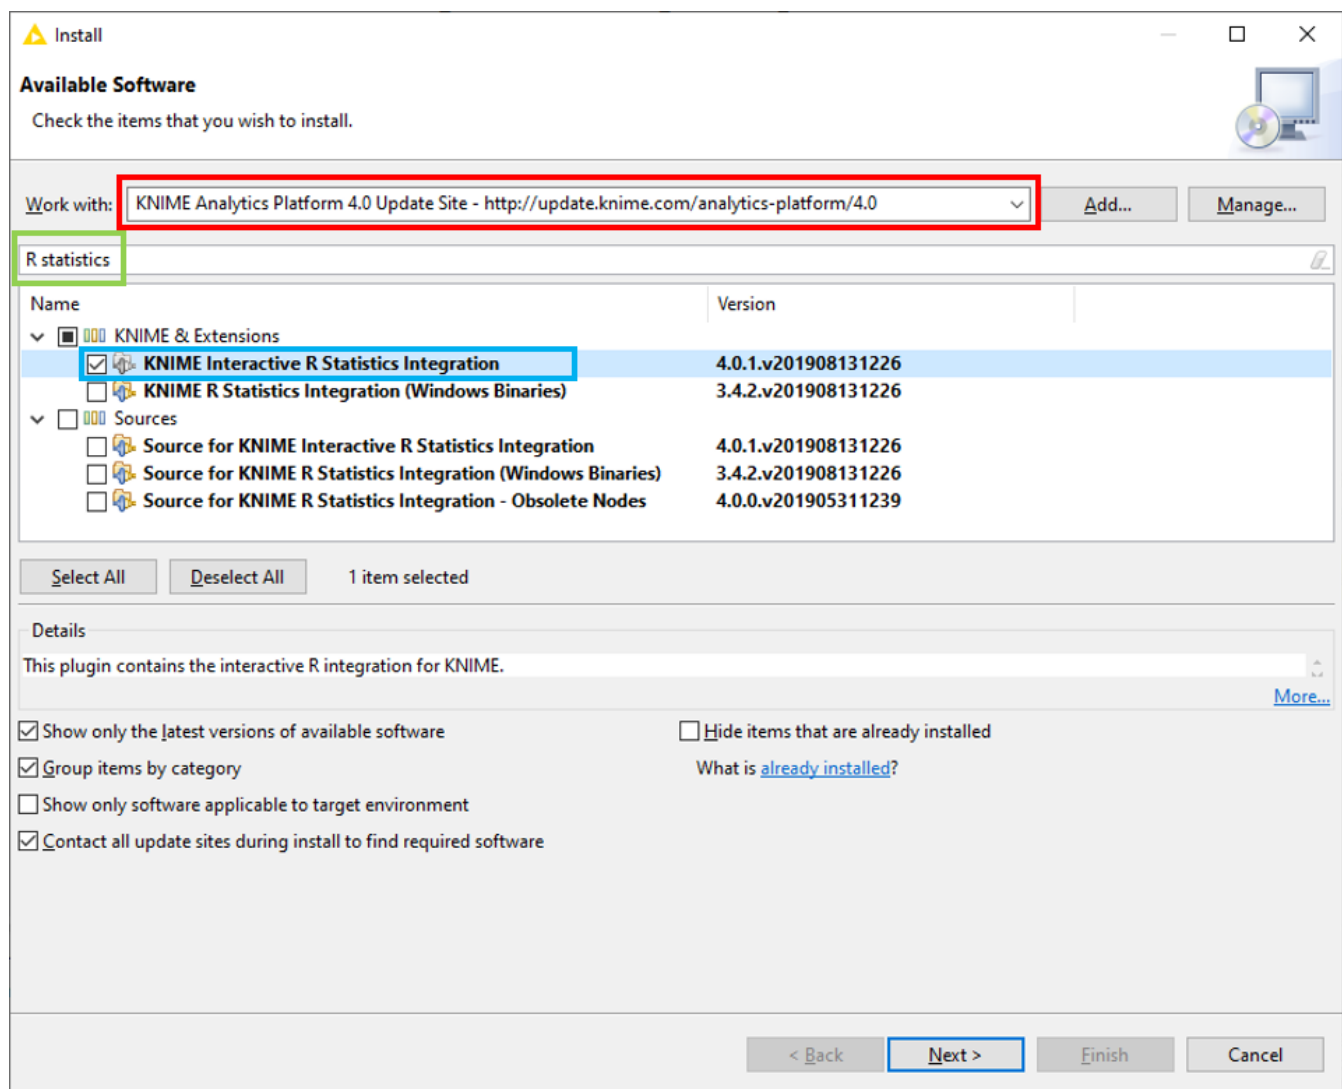 Install
Available Software
Check the items that you wish to install.
Work with: KNIME Analytics Platform 4.0 Update Site - http://update.knime.com/analytics-platform/4.0 Add... Manage...
R statistics
Name Version
KNIME & Extensions
KNIME Interactive R Statistics Integration 4.0.1.v201908131226
KNIME R Statistics Integration (Windows Binaries) 3.4.2.v201908131226
Sources
Source for KNIME Interactive R Statistics Integration 4.0.1.v201908131226
Source for KNIME R Statistics Integration (Windows Binaries) 3.4.2.v201908131226
Source for KNIME R Statistics Integration - Obsolete Nodes 4.0.0.v201905311239
Select All Deselect All 1 item selected
Details
This plugin contains the interactive R integration for KNIME.
More...
Show only the latest versions of available software Hide items that are already installed
Group items by category What is already installed?
Show only software applicable to target environment
Contact all update sites during install to find required software
< Back Next > Finish Cancel